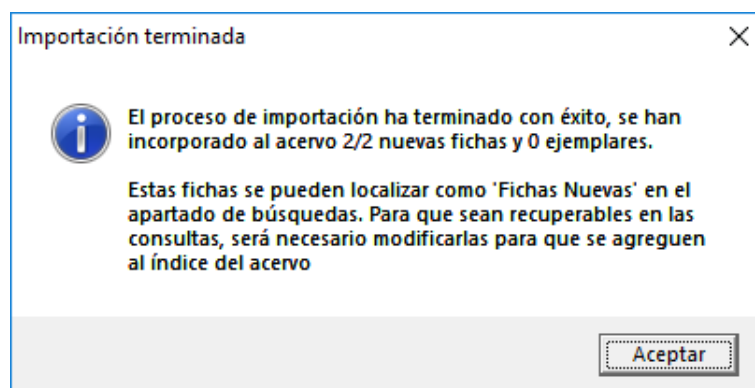 Importación terminada
El proceso de importación ha terminado con éxito, se han
incorporado al acervo 2/2 nuevas fichas y 0 ejemplares.
Estas fichas se pueden localizar como 'Fichas Nuevas' en el
apartado de búsquedas. Para que sean recuperables en las
consultas, será necesario modificarlas para que se agreguen
al índice del acervo
Aceptar